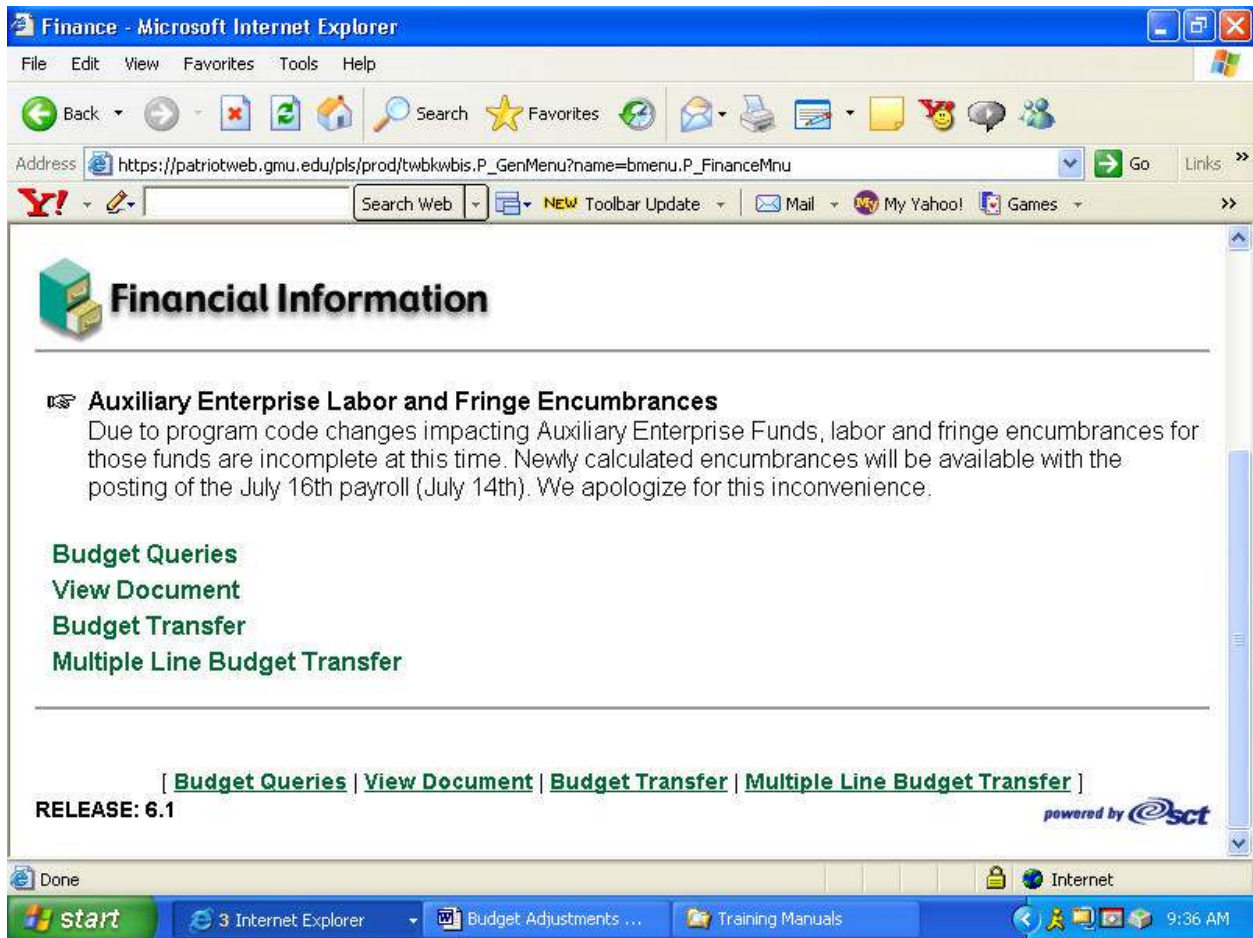 Finance - Microsoft Internet Explorer
File Edit View Favorites Tools Help
Back Search Favorites
Address https://patriotweb.gmu.edu/pls/prod/twbkwbis.P_GenMenu?name=bmenu.P_FinanceMnu Go Links »
Y! Search Web NEW Toolbar Update Mail My Yahoo! Games »
Financial Information
Auxiliary Enterprise Labor and Fringe Encumbrances
Due to program code changes impacting Auxiliary Enterprise Funds, labor and fringe encumbrances for
those funds are incomplete at this time. Newly calculated encumbrances will be available with the
posting of the July 16th payroll (July 14th). We apologize for this inconvenience.
Budget Queries
View Document
Budget Transfer
Multiple Line Budget Transfer
[ Budget Queries | View Document | Budget Transfer | Multiple Line Budget Transfer ]
RELEASE: 6.1
powered by sct
Done Internet
start 3 Internet Explorer Budget Adjustments ... Training Manuals 9:36 AM